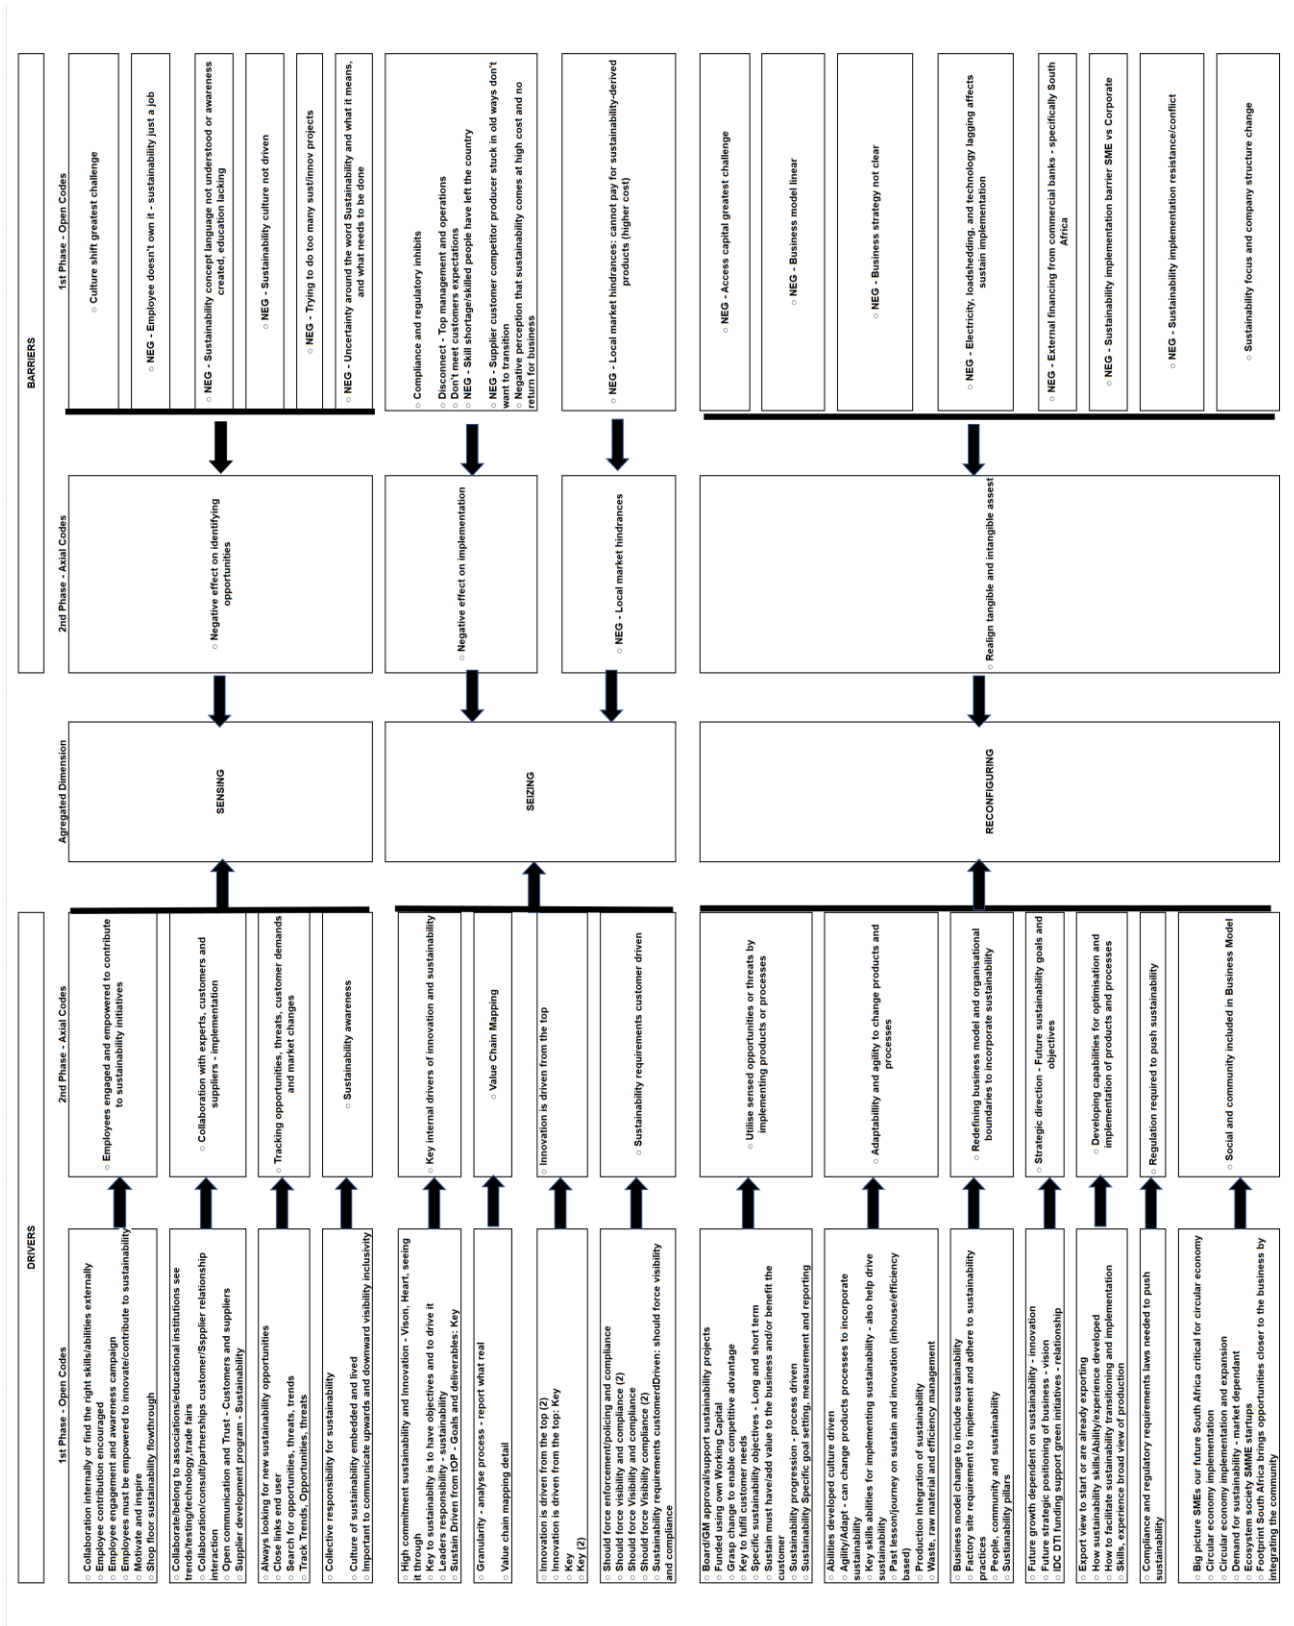 DRIVERS
BARRIERS
1st Phase - Open Codes
2nd Phase - Axial Codes
Agregated Dimension
2nd Phase - Axial Codes
1st Phase - Open Codes
○ Collaboration internally or find the right skills/abilities externally
○ Employee contribution encouraged
○ Employee engagement and awareness campaign
○ Employees must be empowered to innovate/contribute to sustainability
○ Motivate and inspire
○ Shop floor sustainability flowthrough
○ Employees engaged and empowered to contribute
to sustainability initiatives
○ Collaborate/belong to associations/educational institutions see
trends/testing/technology,trade fairs
○ Collaboration/consult/partnerships customer/Sspplier relationship
interaction
○ Open communication and Trust - Customers and suppliers
○ Supplier development program - Sustainability
○ Collaboration with experts, customers and
suppliers - implementation
○ Always looking for new sustainability opportunities
○ Close links end user
○ Search for opportunities, threats, trends
○ Track Trends, Opportunities, threats
○ Tracking opportunities, threats, customer demands
and market changes
○ Collective responsibility for sustainability
○ Culture of sustainability embedded and lived
○ Important to communicate upwards and downward visibility inclusivity
○ Sustainability awareness
SENSING
○ Negative effect on identifying
opportunities
○ Culture shift greatest challenge
○ NEG - Employee doesn't own it - sustainability just a job
○ NEG - Sustainability concept language not understood or awareness
created, education lacking
○ NEG - Sustainability culture not driven
○ NEG - Trying to do too many sust/innov projects
○ NEG - Uncertainty around the word Sustainability and what it means,
and what needs to be done
○ High commitment sustainability and Innovation - Vison, Heart, seeing
it through
○ Key to sustainabilty is to have objectives and to drive it
○ Leaders responsibility - sustainability
○ Sustain Driven from IOP - Goals and deliverables: Key
○ Key internal drivers of innovation and sustainability
○ Granularity - analyse process - report what real
○ Value chain mapping detail
○ Value Chain Mapping
○ Innovation is driven from the top (2)
○ Innovation is driven from the top: Key
○ Key
○ Key (2)
○ Innovation is driven from the top
○ Should force enforcement/policing and compliance
○ Should force visibility and compliance (2)
○ Should force Visibility and compliance
○ Should force Visibility compliance (2)
○ Sustainability requirements customerdDriven: should force visibility
and compliance
○ Sustainability requirements customer driven
SEIZING
○ Negative effect on implementation
○ Compliance and regulatory inhibits
○ Disconnect - Top management and operations
○ Don't meet customers expectations
○ NEG - Skill shortage/skilled people have left the country
○ NEG - Supplier customer competitor producer stuck in old ways don't
want to transition
○ Negative perception that sustainability comes at high cost and no
return for business
○ NEG - Local market hindrances
○ NEG - Local market hindrances: cannot pay for sustainability-derived
products (higher cost)
○ Board/GM approval/support sustainability projects
○ Funded using own Working Capital
○ Grasp change to enable competitive advantage
○ Key to fulfil customer needs
○ Specific sustainability objectives - Long and short term
○ Sustain must have/add value to the business and/or benefit the
customer
○ Sustainability progression - process driven
○ Sustainability Specific goal setting, measurement and reporting
○ Utilise sensed opportunities or threats by
implementing products or processes
○ Abilities developed culture driven
○ Agility/Adapt - can change products processes to incorporate
sustainability
○ Key skills abilities for implementing sustainability - also help drive
sustainability
○ Past lesson/journey on sustain and innovation (inhouse/efficiency
based)
○ Production Integration of sustainability
○ Waste, raw material and efficiency management
○ Adaptability and agility to change products and
processes
○ Business model change to include sustainability
○ Factory site requirement to implement and adhere to sustainability
practices
○ People, community and sustainability
○ Sustianability pillars
○ Redefining business model and organisational
boundaries to incorporate sustainability
○ Future growth dependent on sustainability - innovation
○ Future strategic positioning of business - vision
○ IDC DTI funding support green initiatives - relationship
○ Strategic direction - Future sustainability goals and
objectives
○ Export view to start or are already exporting
○ How sustainability skills/Ability/experience developed
○ How to facilitate sustainability transitioning and implementation
○ Skills, experience broad view of production
○ Developing capabilities for optimisation and
implementation of products and processes
○ Compliance and regulatory requirements laws needed to push
sustainability
○ Regulation required to push sustainability
○ Big picture SMEs our future South Africa critical for circular economy
○ Circular economy implementation
○ Circular economy implementation and expansion
○ Demand for sustainability - market dependant
○ Ecosystem society SMME startups
○ Footprint South Africa brings opportunities closer to the business by
integrating the community
○ Social and community included in Business Model
RECONFIGURING
○ Realign tangible and intangible assest
○ NEG - Access capital greatest challenge
○ NEG - Business model linear
○ NEG - Business strategy not clear
○ NEG - Electricity, loadshedding, and technology lagging affects
sustain implementation
○ NEG - External financing from commercial banks - specifically South
Africa
○ NEG - Sustainability implementation barrier SME vs Corporate
○ NEG - Sustainability implementation resistance/conflict
○ Sustainability focus and company structure change